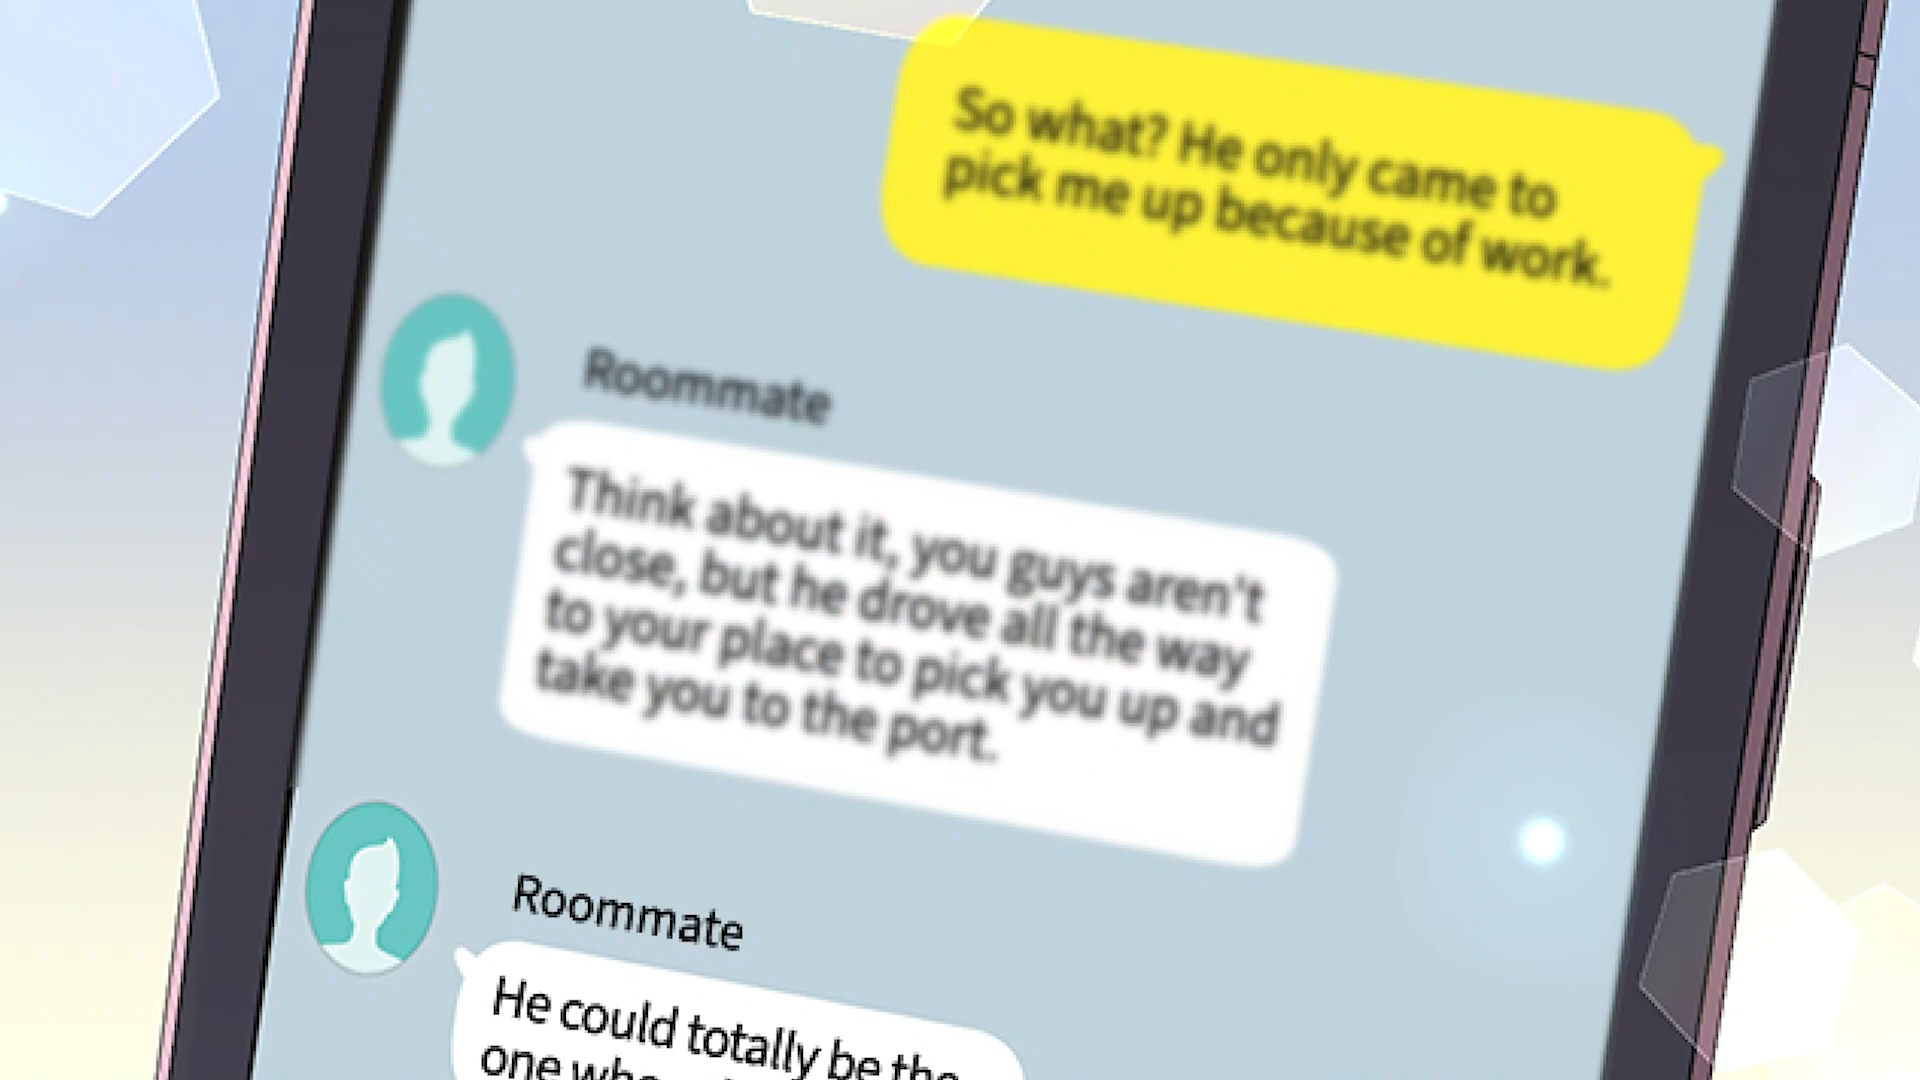 So what? He only came to
pick me up because of work.
Roommate
Think about it, you guys aren't
close, but he drove all the way
to your place to pick you up and
take you to the port.
Roommate
He could totally be the
one